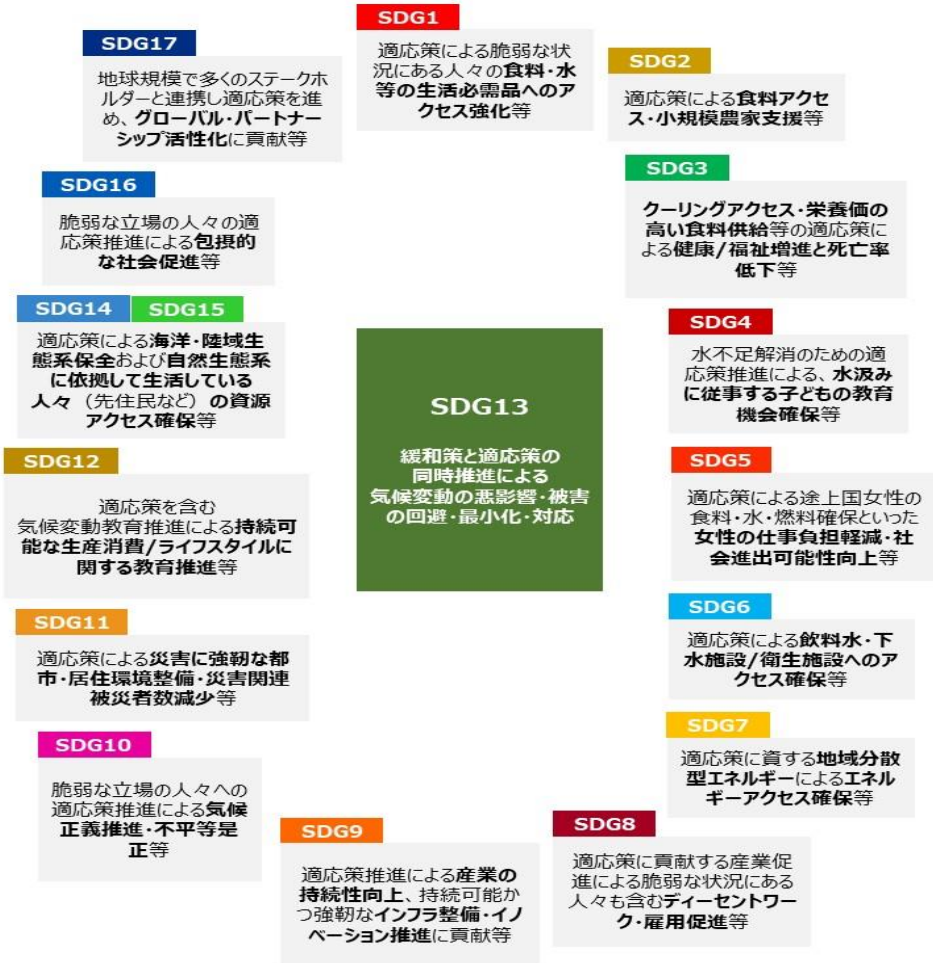 SDG1
適応策による脆弱な状
況にある人々の食料・水
等の生活必需品へのア
クセス強化等
SDG2
適応策による食料アクセ
ス・小規模農家支援等
SDG3
クーリングアクセス・栄養価の
高い食料供給等の適応策に
よる健康/福祉増進と死亡率
低下等
SDG4
水不足解消のための適
応策推進による、水汲み
に従事する子どもの教育
機会確保等
SDG5
適応策による途上国女性の
食料・水・燃料確保といった
女性の仕事負担軽減・社
会進出可能性向上等
SDG6
適応策による飲料水・下
水施設/衛生施設へのア
クセス確保等
SDG7
適応策に資する地域分散
型エネルギーによるエネル
ギーアクセス確保等
SDG8
適応策に貢献する産業促
進による脆弱な状況にある
人々も含むディーセントワー
ク・雇用促進等
SDG9
適応策推進による産業の
持続性向上、持続可能か
つ強靭なインフラ整備・イノ
ベーション推進に貢献等
SDG10
脆弱な立場の人々への
適応策推進による気候
正義推進・不平等是
正等
SDG11
適応策による災害に強靭な都
市・居住環境整備・災害関連
被災者数減少等
SDG12
適応策を含む
気候変動教育推進による持続可
能な生産消費/ライフスタイルに
関する教育推進等
SDG14 SDG15
適応策による海洋・陸域生
態系保全および自然生態系
に依拠して生活している
人々（先住民など）の資源
アクセス確保等
SDG16
脆弱な立場の人々の適
応策推進による包摂的
な社会促進等
SDG17
地球規模で多くのステークホ
ルダーと連携し適応策を進
め、グローバル・パートナー
シップ活性化に貢献等
SDG13
緩和策と適応策の
同時推進による
気候変動の悪影響・被害
の回避・最小化・対応